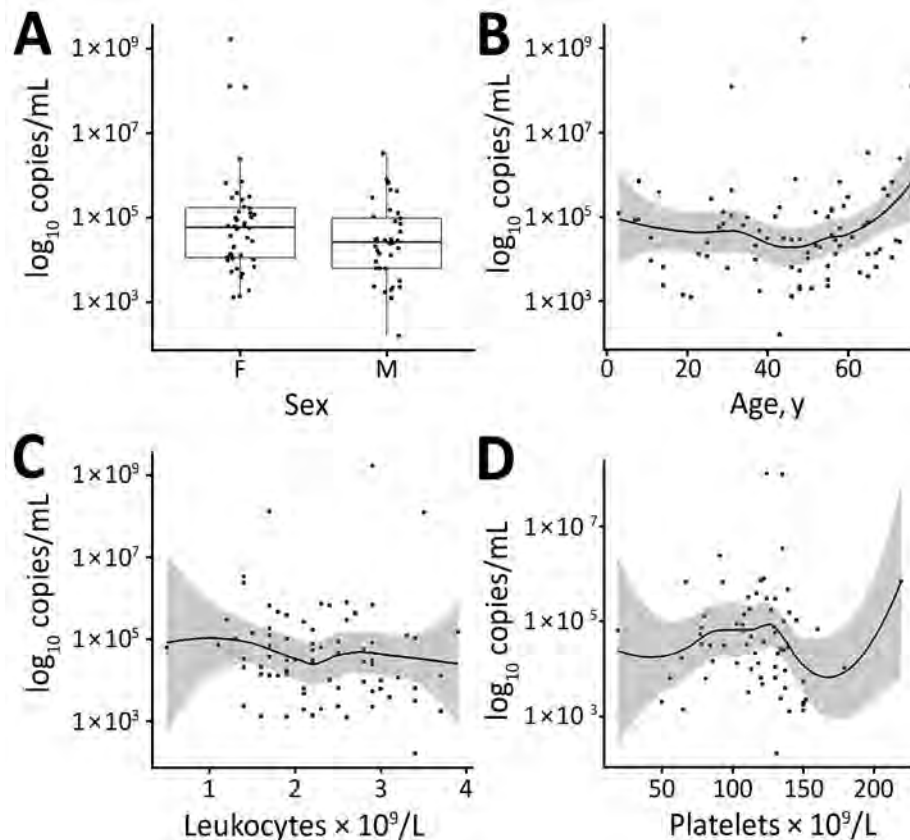 A
log₁₀ copies/mL
1×10⁹
1×10⁷
1×10⁵
1×10³
F M
Sex
B
log₁₀ copies/mL
1×10⁹
1×10⁷
1×10⁵
1×10³
0 20 40 60
Age, y
C
log₁₀ copies/mL
1×10⁹
1×10⁷
1×10⁵
1×10³
1 2 3 4
Leukocytes × 10⁹/L
D
log₁₀ copies/mL
1×10⁷
1×10⁵
1×10³
50 100 150 200
Platelets × 10⁹/L